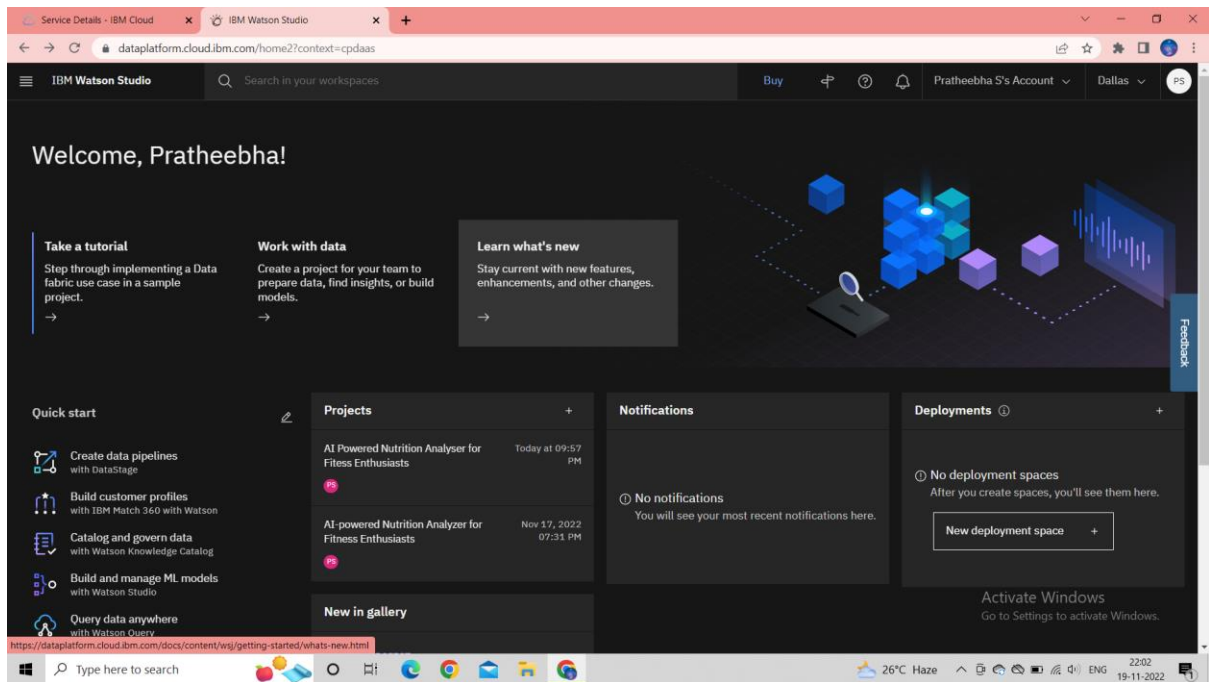 Service Details - IBM Cloud
IBM Watson Studio
dataplatform.cloud.ibm.com/home2?context=cpdaas
IBM Watson Studio
Search in your workspaces
Buy
Pratheebha S's Account
Dallas
PS
Welcome, Pratheebha!
Take a tutorial
Step through implementing a Data
fabric use case in a sample
project.
Work with data
Create a project for your team to
prepare data, find insights, or build
models.
Learn what's new
Stay current with new features,
enhancements, and other changes.
Feedback
Quick start
Create data pipelines
with DataStage
Build customer profiles
with IBM Match 360 with Watson
Catalog and govern data
with Watson Knowledge Catalog
Build and manage ML models
with Watson Studio
Query data anywhere
with Watson Query
Projects
AI Powered Nutrition Analyser for
Fitess Enthusiasts
Today at 09:57
PM
PS
AI-powered Nutrition Analyzer for
Fitness Enthusiasts
Nov 17, 2022
07:31 PM
PS
New in gallery
Notifications
No notifications
You will see your most recent notifications here.
Deployments
No deployment spaces
After you create spaces, you'll see them here.
New deployment space +
Activate Windows
Go to Settings to activate Windows.
https://dataplatform.cloud.ibm.com/docs/content/wsj/getting-started/whats-new.html
Type here to search
26°C Haze
ENG
22:02
19-11-2022